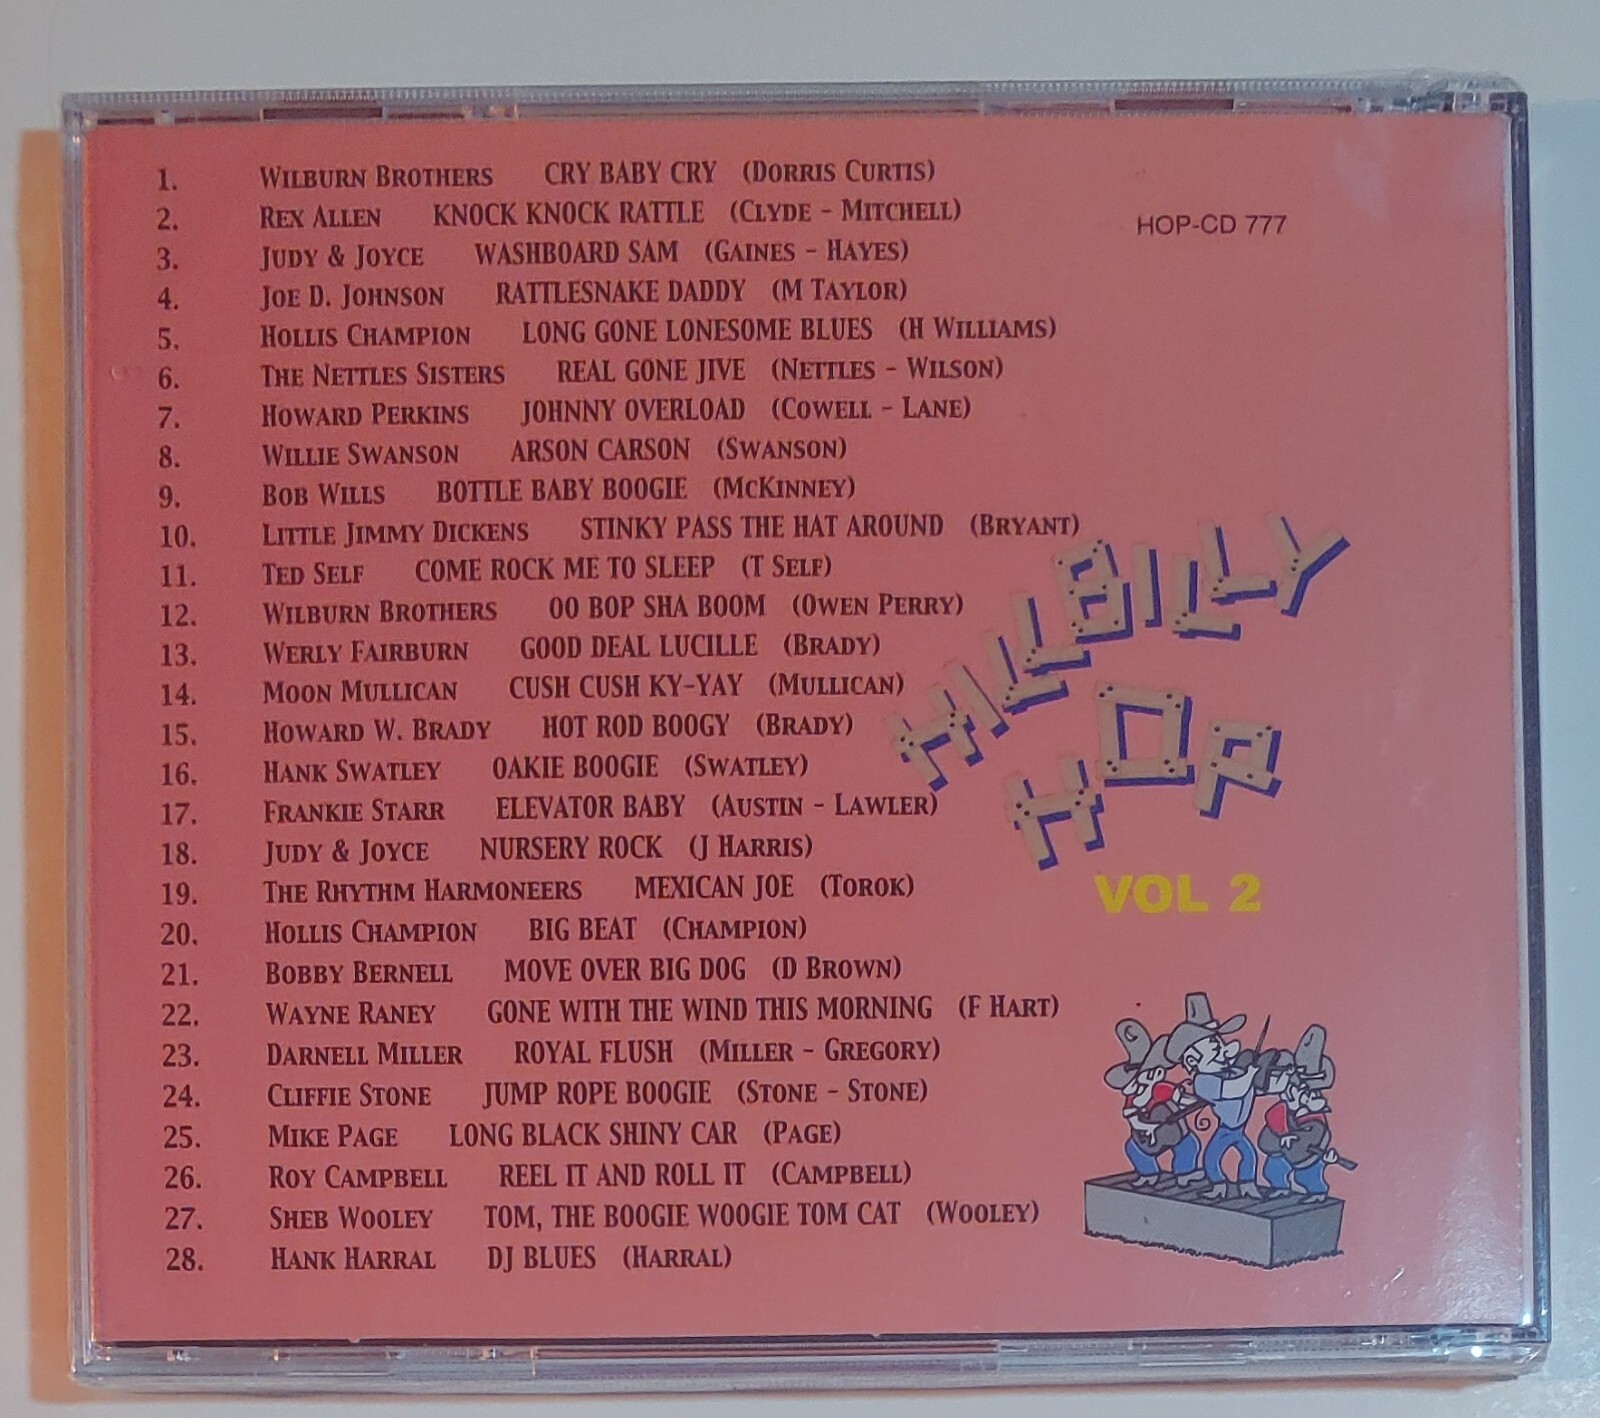 1. WILBURN BROTHERS CRY BABY CRY (DORRIS CURTIS)
2. REX ALLEN KNOCK KNOCK RATTLE (CLYDE - MITCHELL)
3. JUDY & JOYCE WASHBOARD SAM (GAINES - HAYES)
4. JOE D. JOHNSON RATTLESNAKE DADDY (M TAYLOR)
5. HOLLIS CHAMPION LONG GONE LONESOME BLUES (H WILLIAMS)
6. THE NETTLES SISTERS REAL GONE JIVE (NETTLES - WILSON)
7. HOWARD PERKINS JOHNNY OVERLOAD (COWELL - LANE)
8. WILLIE SWANSON ARSON CARSON (SWANSON)
9. BOB WILLS BOTTLE BABY BOOGIE (MCKINNEY)
10. LITTLE JIMMY DICKENS STINKY PASS THE HAT AROUND (BRYANT)
11. TED SELF COME ROCK ME TO SLEEP (T SELF)
12. WILBURN BROTHERS OO BOP SHA BOOM (OWEN PERRY)
13. WERLY FAIRBURN GOOD DEAL LUCILLE (BRADY)
14. MOON MULLICAN CUSH CUSH KY-YAY (MULLICAN)
15. HOWARD W. BRADY HOT ROD BOOGY (BRADY)
16. HANK SWATLEY OAKIE BOOGIE (SWATLEY)
17. FRANKIE STARR ELEVATOR BABY (AUSTIN - LAWLER)
18. JUDY & JOYCE NURSERY ROCK (J HARRIS)
19. THE RHYTHM HARMONEERS MEXICAN JOE (TOROK)
20. HOLLIS CHAMPION BIG BEAT (CHAMPION)
21. BOBBY BERNELL MOVE OVER BIG DOG (D BROWN)
22. WAYNE RANEY GONE WITH THE WIND THIS MORNING (F HART)
23. DARNELL MILLER ROYAL FLUSH (MILLER - GREGORY)
24. CLIFFIE STONE JUMP ROPE BOOGIE (STONE - STONE)
25. MIKE PAGE LONG BLACK SHINY CAR (PAGE)
26. ROY CAMPBELL REEL IT AND ROLL IT (CAMPBELL)
27. SHEB WOOLEY TOM, THE BOOGIE WOOGIE TOM CAT (WOOLEY)
28. HANK HARRAL DJ BLUES (HARRAL)
HOP-CD 777
HILLBILLY
HOP
VOL 2